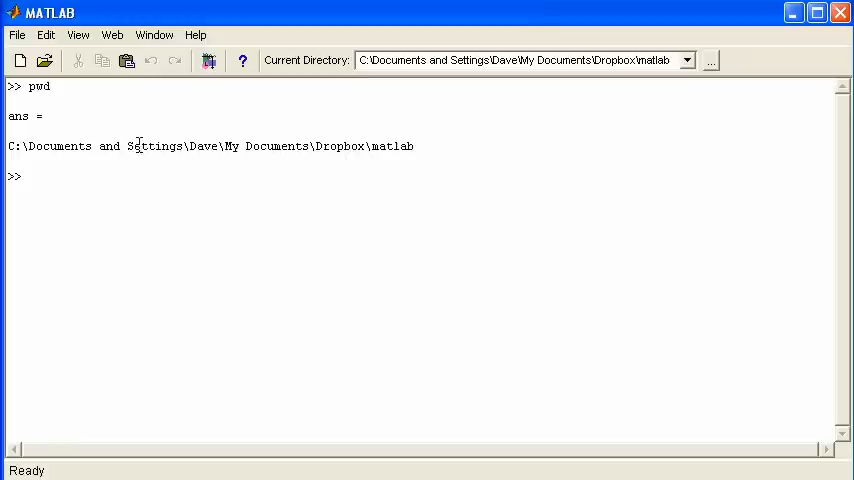 MATLAB
File Edit View Web Window Help
? Current Directory: C:\Documents and Settings\Dave\My Documents\Dropbox\matlab ...
>> pwd
ans =
C:\Documents and Settings\Dave\My Documents\Dropbox\matlab
>>
Ready